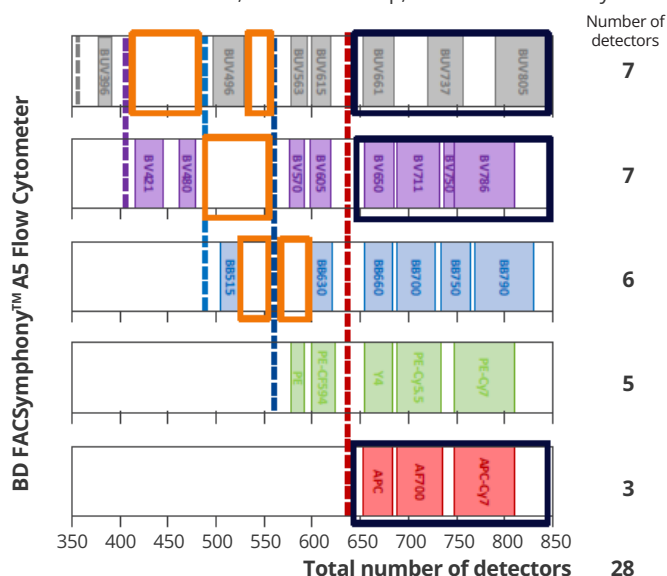 Number of
detectors
BUV396
BUV496
BUV563
BUV615
BUV661
BUV737
BUV805
7
BV421
BV480
BV570
BV605
BV650
BV711
BV750
BV786
7
BB515
BB630
BB660
BB700
BB750
BB790
6
PE
PE-CF594
Y4
PE-Cy5.5
PE-Cy7
5
APC
AF700
APC-Cy7
3
BD FACSymphony™ A5 Flow Cytometer
350 400 450 500 550 600 650 700 750 800 850
Total number of detectors 28